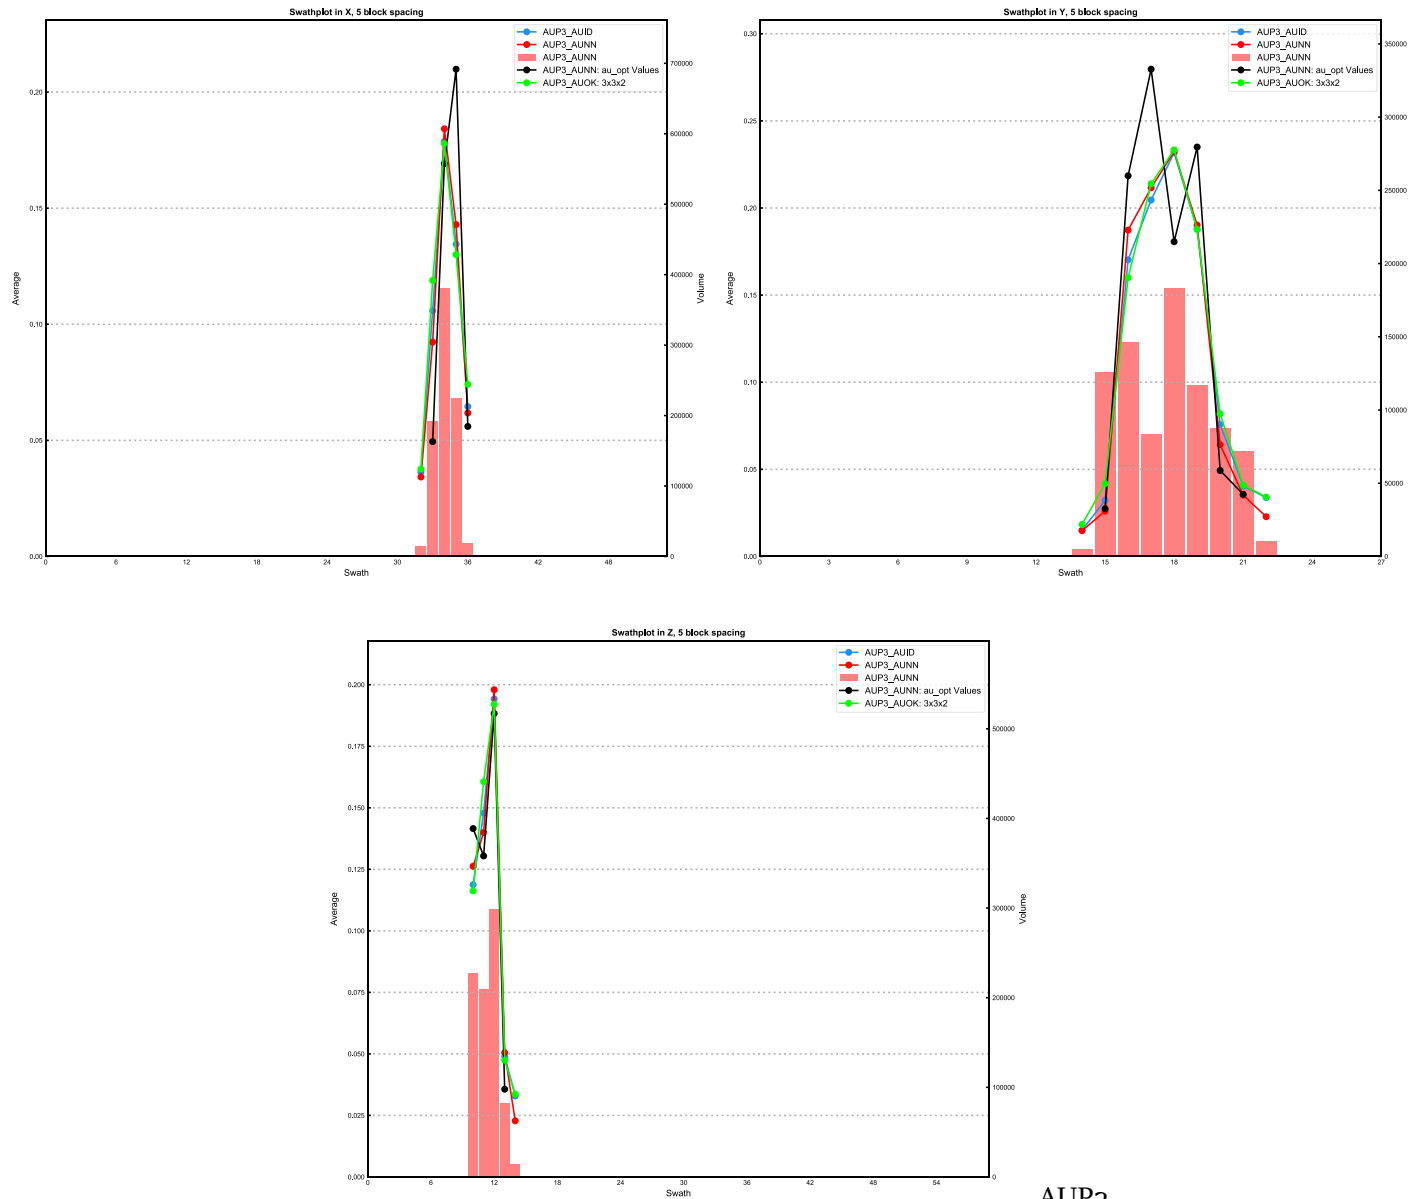 Swathplot in X, 5 block spacing
AUP3_AUID
AUP3_AUNN
AUP3_AUNN
AUP3_AUNN: au_opt Values
AUP3_AUOK: 3x3x2
0.20
0.15
0.10
0.05
0.00
Average
700000
600000
500000
400000
300000
200000
100000
0
Volume
0 6 12 18 24 30 36 42 48
Swath
Swathplot in Y, 5 block spacing
AUP3_AUID
AUP3_AUNN
AUP3_AUNN
AUP3_AUNN: au_opt Values
AUP3_AUOK: 3x3x2
0.30
0.25
0.20
0.15
0.10
0.05
0.00
Average
350000
300000
250000
200000
150000
100000
50000
0
0 3 6 9 12 15 18 21 24 27
Swath
Swathplot in Z, 5 block spacing
AUP3_AUID
AUP3_AUNN
AUP3_AUNN
AUP3_AUNN: au_opt Values
AUP3_AUOK: 3x3x2
0.200
0.175
0.150
0.125
0.100
0.075
0.050
0.025
0.000
Average
500000
400000
300000
200000
100000
0
Volume
0 6 12 18 24 30 36 42 48 54
Swath